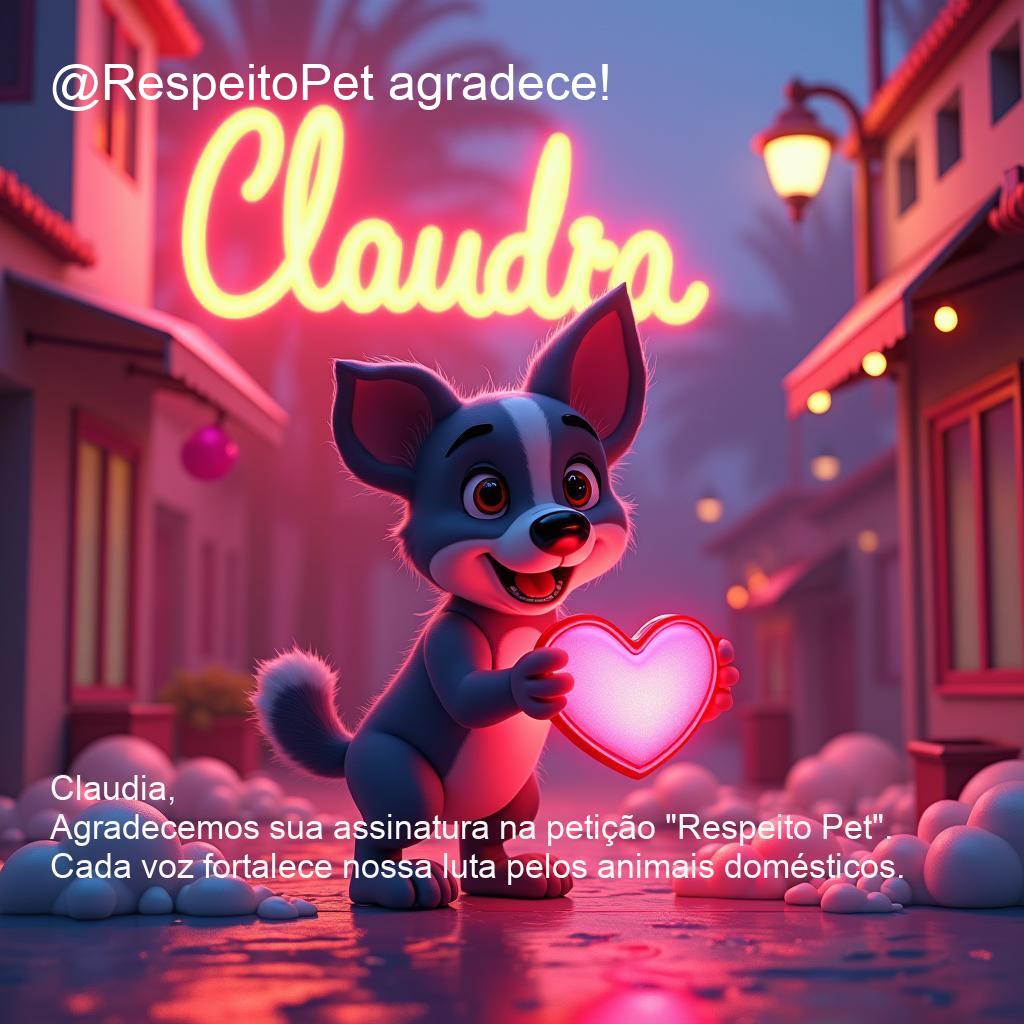 @RespeitoPet agradece!
Claudra
Claudia,
Agradecemos sua assinatura na petição "Respeito Pet".
Cada voz fortalece nossa luta pelos animais domésticos.